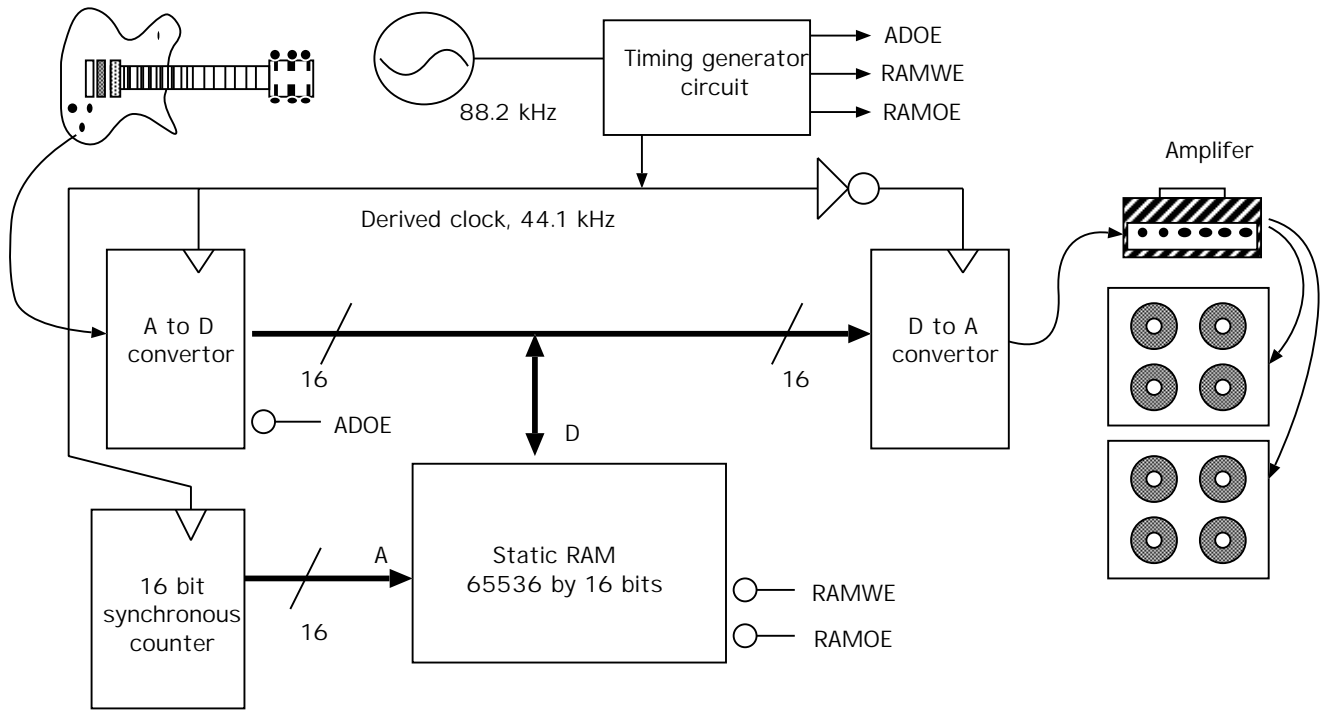 ADOE
Timing generator
circuit
RAMWE
88.2 kHz
RAMOE
Amplifer
Derived clock, 44.1 kHz
A to D
convertor
D to A
convertor
16
16
ADOE
D
A
Static RAM
65536 by 16 bits
16 bit
synchronous
counter
16
RAMWE
RAMOE